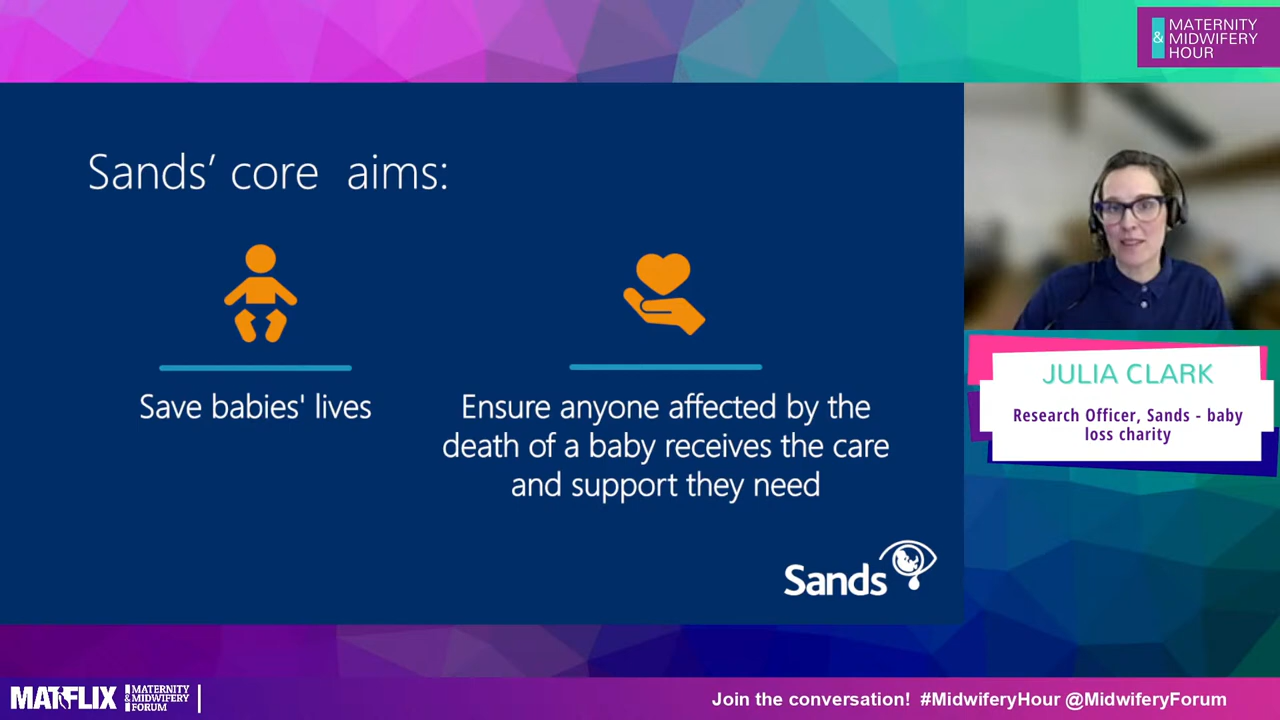 &
MATERNITY
MIDWIFERY
HOUR
Sands’ core aims:
Save babies' lives
Ensure anyone affected by the
death of a baby receives the care
and support they need
Sands
JULIA CLARK
Research Officer, Sands - baby
loss charity
MATFLIX
MATERNITY
&MIDWIFERY
FORUM
Join the conversation! #MidwiferyHour @MidwiferyForum